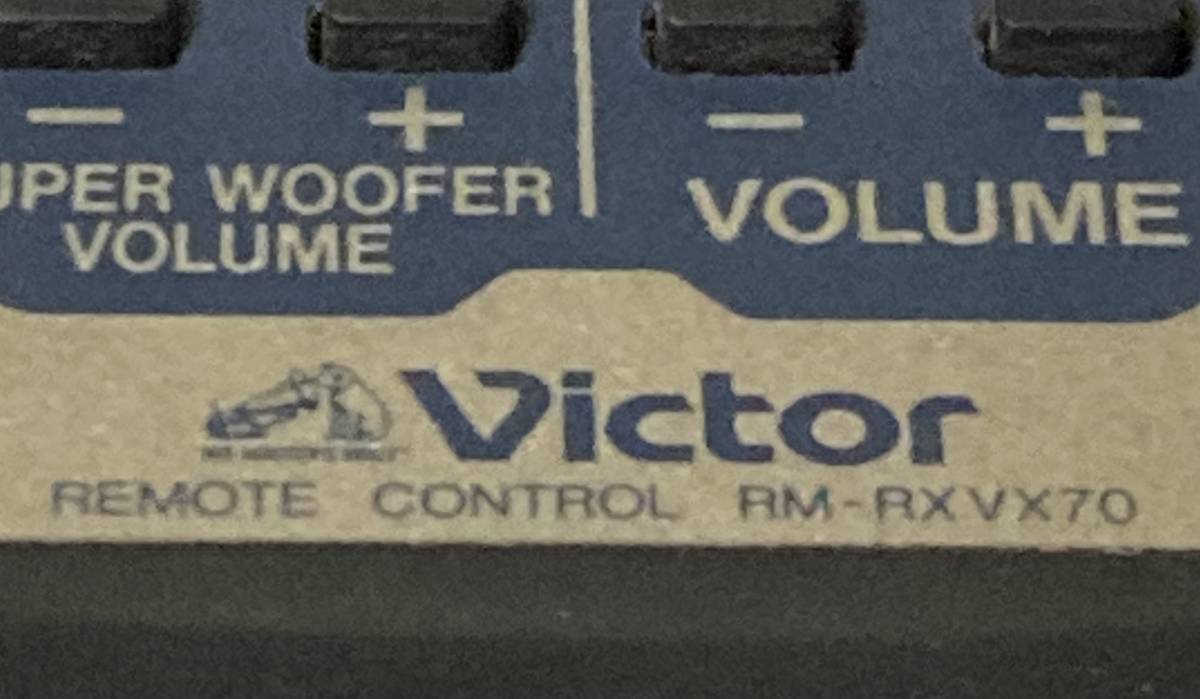 − +
− +
UPER WOOFER
VOLUME
VOLUME
Victor
REMOTE CONTROL RM-RXVX70